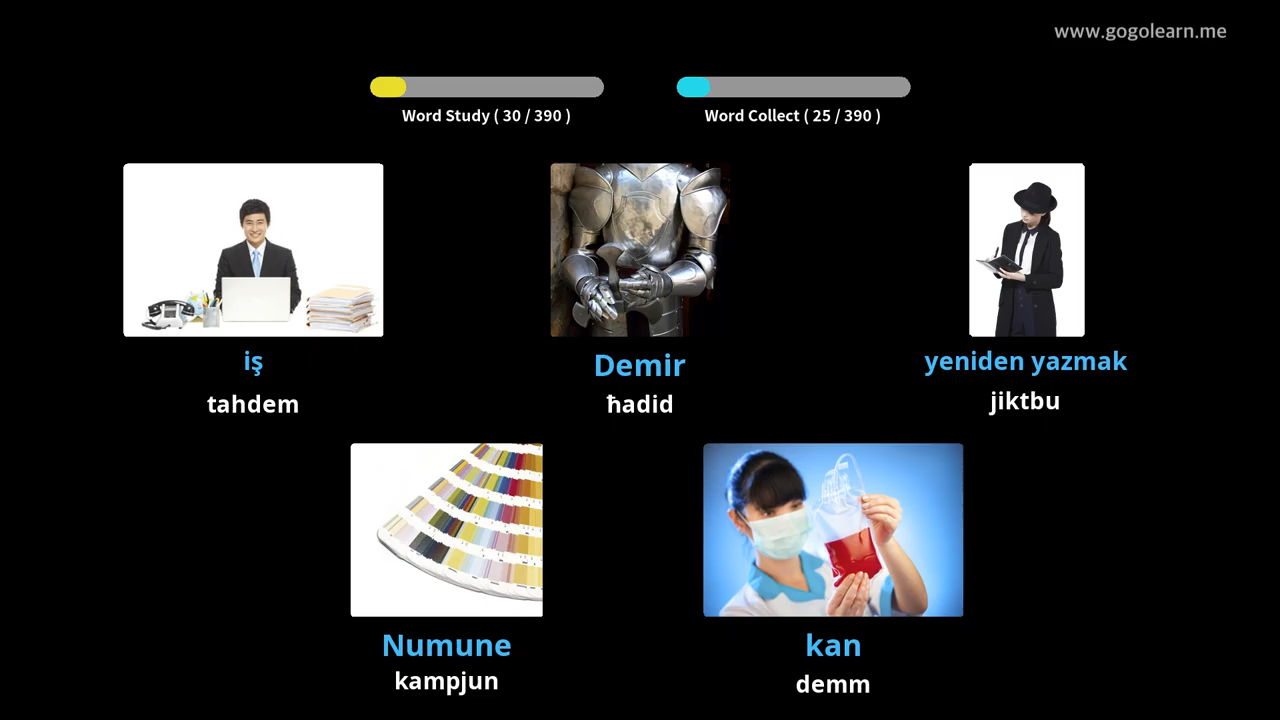 www.gogolearn.me
Word Study ( 30 / 390 )
Word Collect ( 25 / 390 )
iş
tahdem
Demir
ħadid
yeniden yazmak
jiktbu
Numune
kampjun
kan
demm